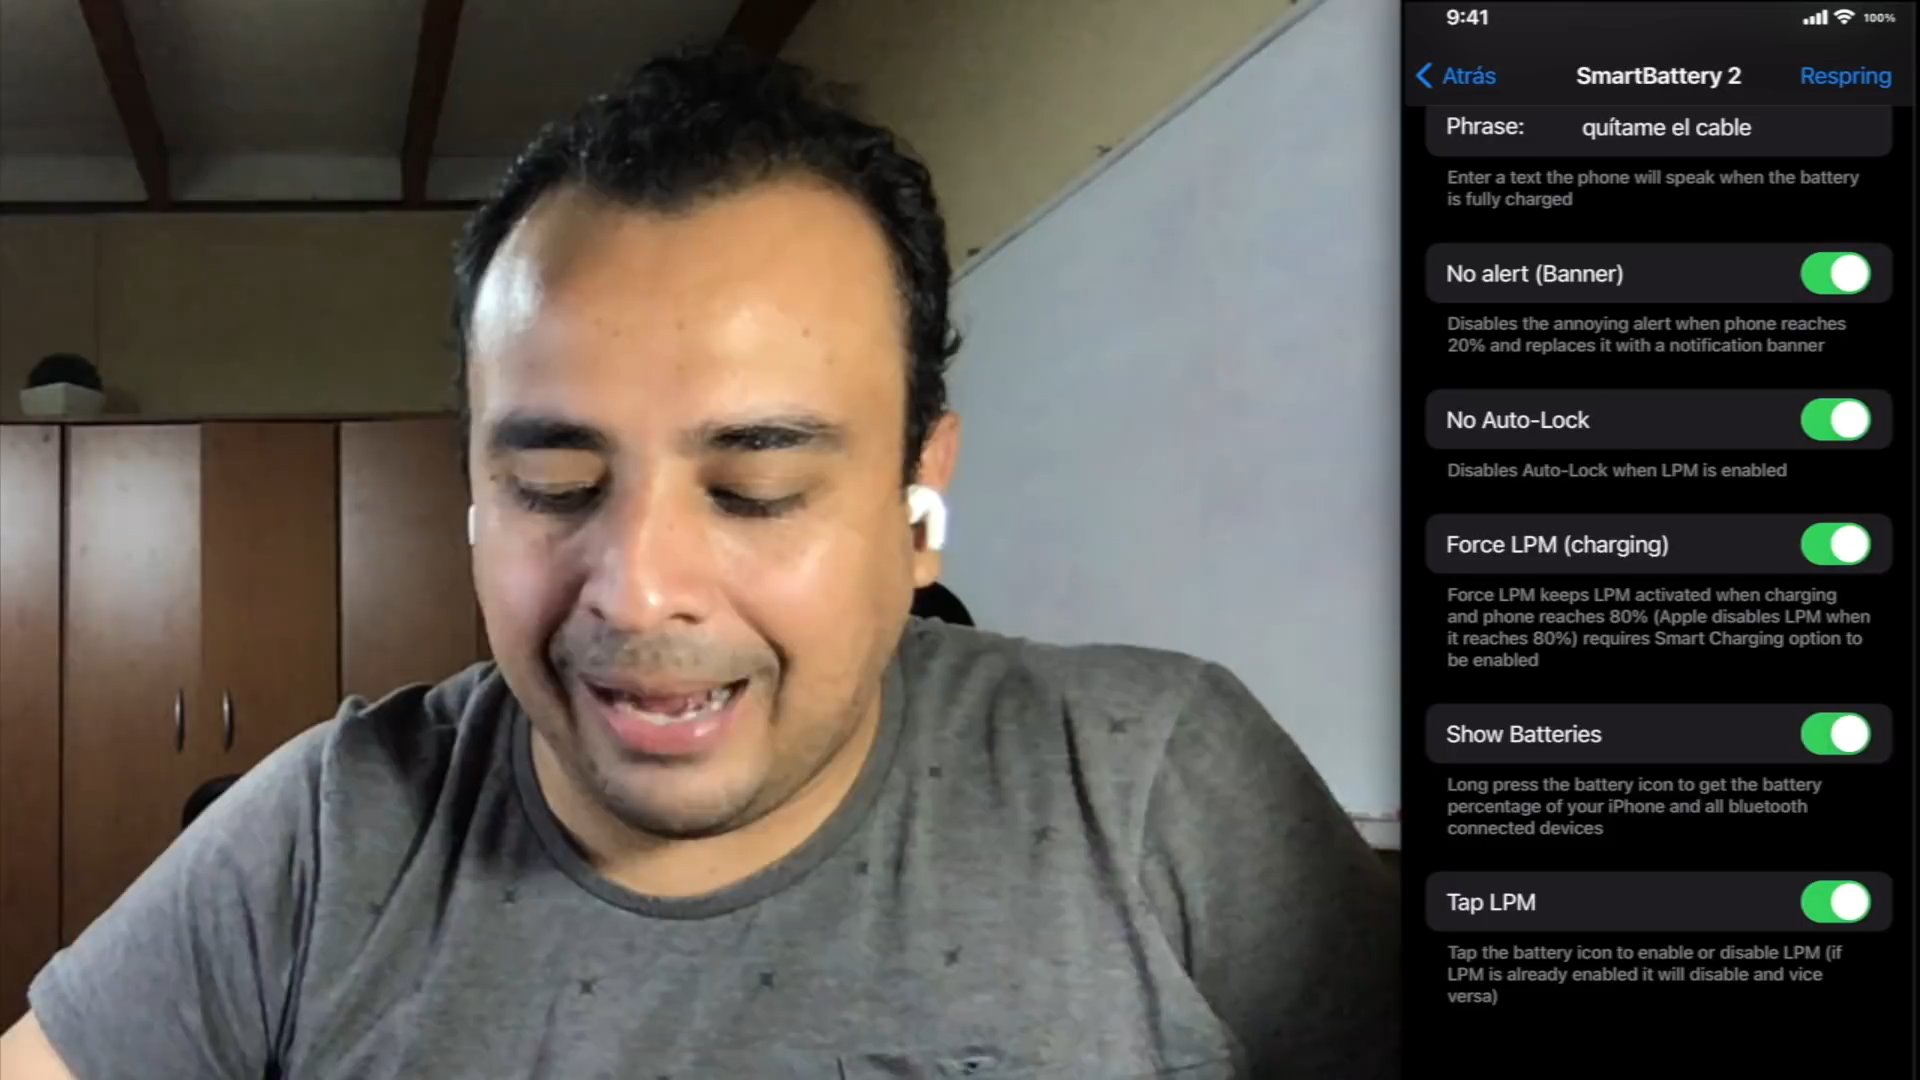 9:41
100%
Atrás
SmartBattery 2
Respring
Phrase:
quítame el cable
Enter a text the phone will speak when the battery
is fully charged
No alert (Banner)
Disables the annoying alert when phone reaches
20% and replaces it with a notification banner
No Auto-Lock
Disables Auto-Lock when LPM is enabled
Force LPM (charging)
Force LPM keeps LPM activated when charging
and phone reaches 80% (Apple disables LPM when
it reaches 80%) requires Smart Charging option to
be enabled
Show Batteries
Long press the battery icon to get the battery
percentage of your iPhone and all bluetooth
connected devices
Tap LPM
Tap the battery icon to enable or disable LPM (if
LPM is already enabled it will disable and vice
versa)